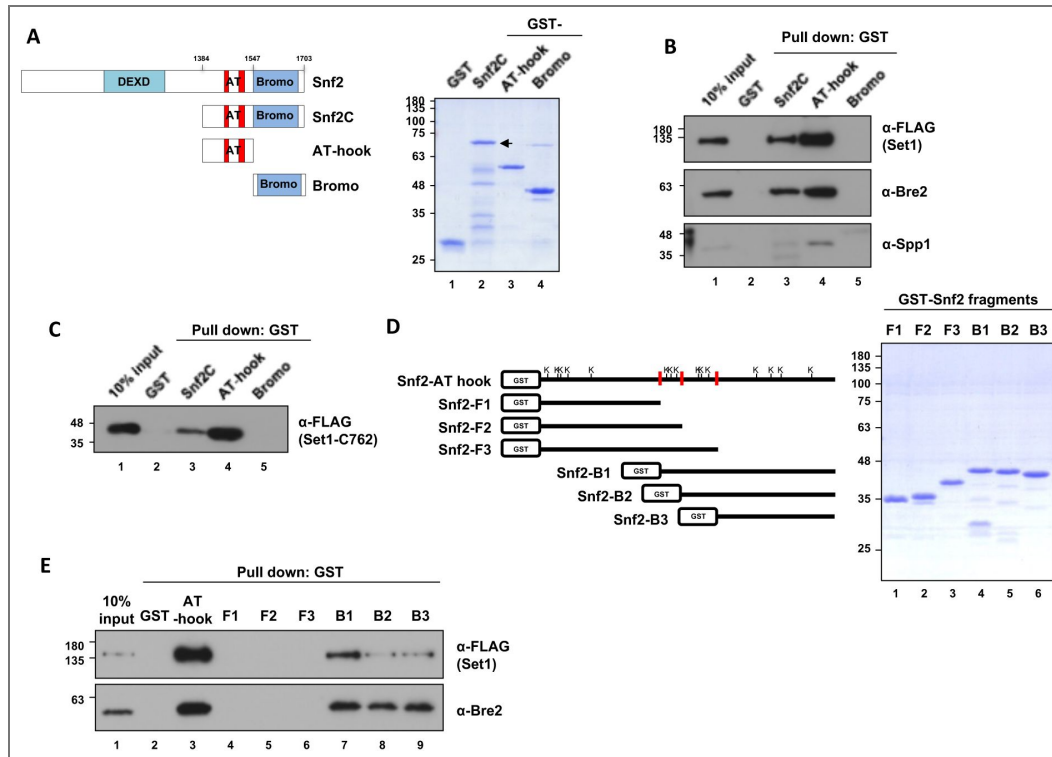 A
1384 1547 1703
DEXD AT Bromo Snf2
AT Bromo Snf2C
AT AT-hook
Bromo Bromo
GST-
GST Snf2C AT-hook Bromo
180
135
100
75
63
48
35
25
1 2 3 4
B
Pull down: GST
10% input GST Snf2C AT-hook Bromo
180
135
α-FLAG
(Set1)
63
α-Bre2
48
35
α-Spp1
1 2 3 4 5
C
Pull down: GST
10% input GST Snf2C AT-hook Bromo
48
35
α-FLAG
(Set1-C762)
1 2 3 4 5
D
K KKK K KKK KKK K K K K
Snf2-AT hook GST
Snf2-F1 GST
Snf2-F2 GST
Snf2-F3 GST
Snf2-B1 GST
Snf2-B2 GST
Snf2-B3 GST
GST-Snf2 fragments
F1 F2 F3 B1 B2 B3
180
135
100
75
63
48
35
25
1 2 3 4 5 6
E
Pull down: GST
10%
input GST AT
-hook F1 F2 F3 B1 B2 B3
180
135
α-FLAG
(Set1)
63
α-Bre2
1 2 3 4 5 6 7 8 9